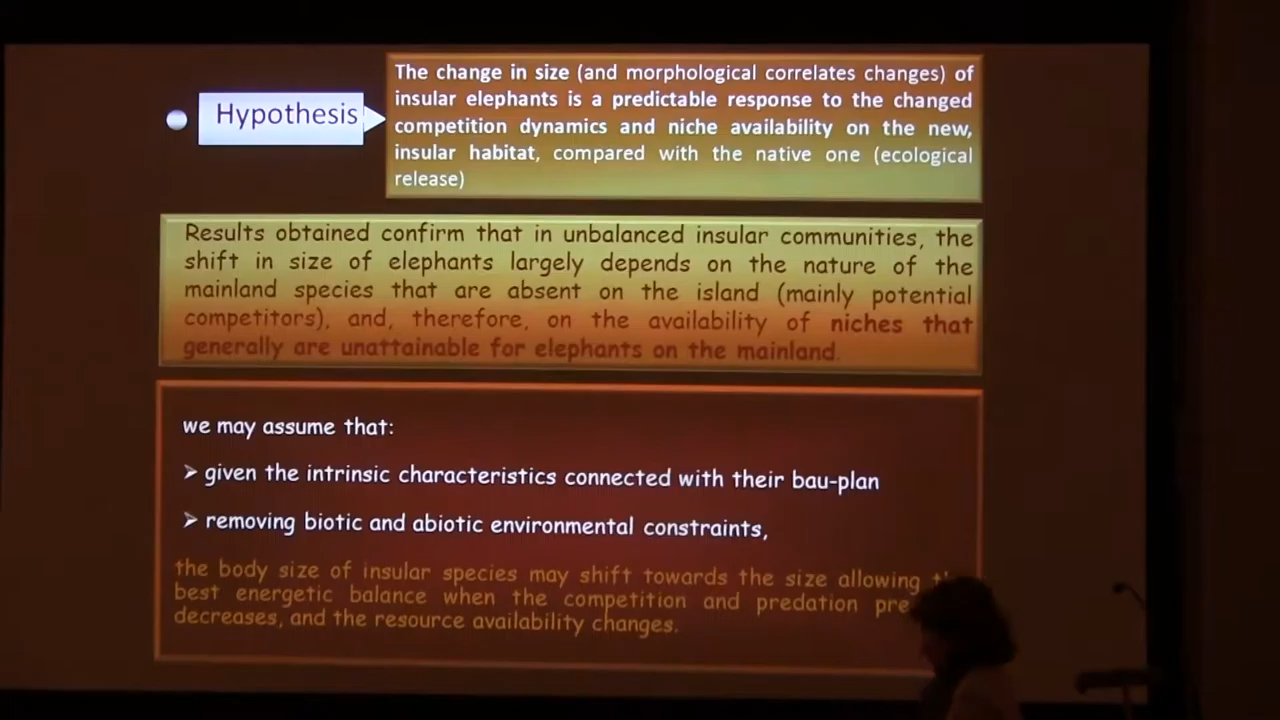 Hypothesis
The change in size (and morphological correlates changes) of
insular elephants is a predictable response to the changed
competition dynamics and niche availability on the new,
insular habitat, compared with the native one (ecological
release)
Results obtained confirm that in unbalanced insular communities, the
shift in size of elephants largely depends on the nature of the
mainland species that are absent on the island (mainly potential
competitors), and, therefore, on the availability of niches that
generally are unattainable for elephants on the mainland.
we may assume that:
➢ given the intrinsic characteristics connected with their bau-plan
➢ removing biotic and abiotic environmental constraints,
the body size of insular species may shift towards the size allowing
best energetic balance when the competition and predation
decreases, and the resource availability changes.